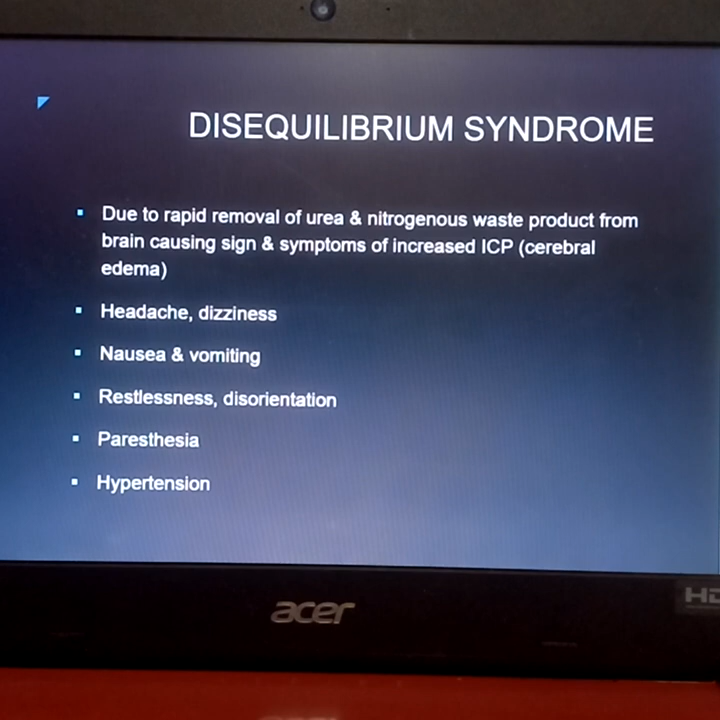 DISEQUILIBRIUM SYNDROME
Due to rapid removal of urea & nitrogenous waste product from
brain causing sign & symptoms of increased ICP (cerebral
edema)
Headache, dizziness
Nausea & vomiting
Restlessness, disorientation
Paresthesia
Hypertension
acer
HD